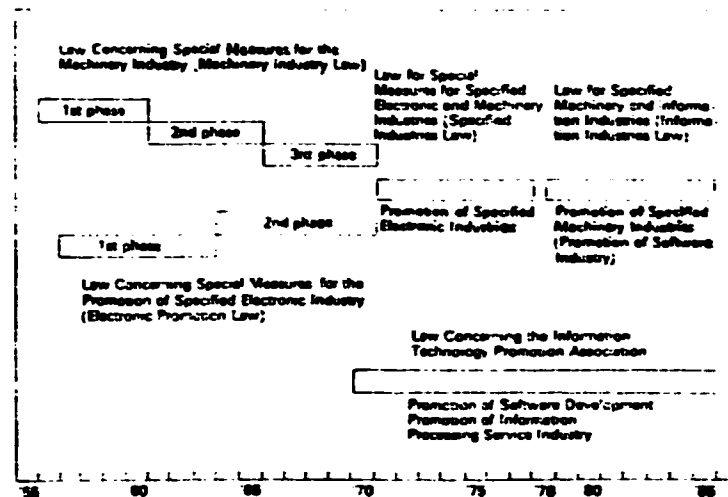 Law Concerning Special Measures for the
Machinery Industry (Machinery Industry Law)
1st phase
2nd phase
3rd phase
Law for Special
Measures for Specified
Electronic and Machinery
Industries (Specified
Industries Law)
Law for Specified
Machinery and Informa-
tion Industries (Informa-
tion Industries Law)
1st phase
2nd phase
Promotion of Specified
Electronic Industries
Promotion of Specified
Machinery Industries
(Promotion of Software
Industry)
Law Concerning Special Measures for the
Promotion of Specified Electronic Industry
(Electronic Promotion Law)
Law Concerning the Information
Technology Promotion Association
Promotion of Software Development
Promotion of Information
Processing Service Industry
'60 '65 '70 '75 '78 '80 '85